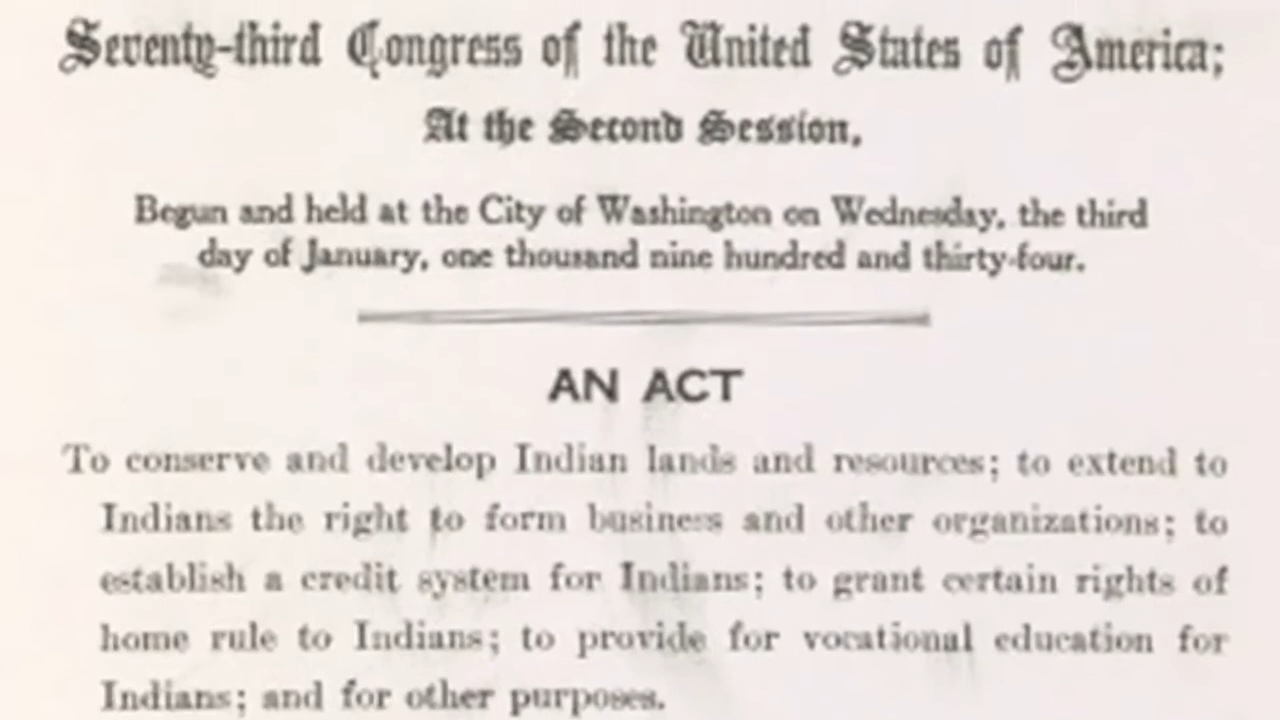 Seventy-third Congress of the United States of America;
At the Second Session,
Begun and held at the City of Washington on Wednesday, the third
day of January, one thousand nine hundred and thirty-four.
AN ACT
To conserve and develop Indian lands and resources; to extend to
Indians the right to form business and other organizations; to
establish a credit system for Indians; to grant certain rights of
home rule to Indians; to provide for vocational education for
Indians; and for other purposes.